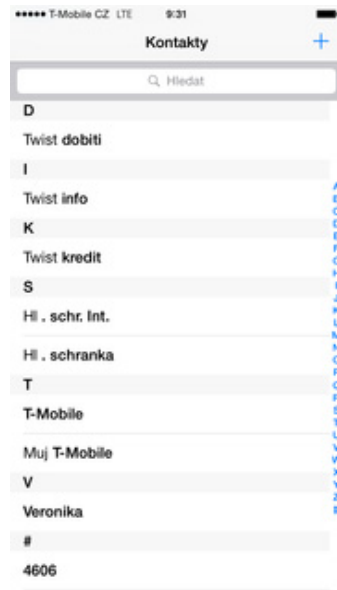 T-Mobile CZ LTE 9:31
Kontakty +
Hledat
D
Twist dobiti
I
Twist info
K
Twist kredit
S
Hl . schr. Int.
Hl . schranka
T
T-Mobile
Muj T-Mobile
V
Veronika
#
4606